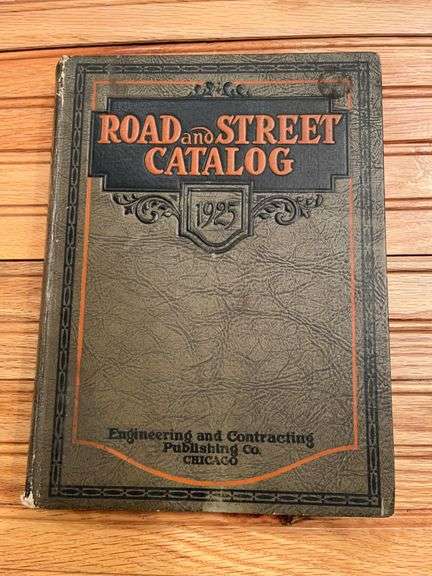 ROAD and STREET
CATALOG
1925
Engineering and Contracting
Publishing Co.
CHICAGO